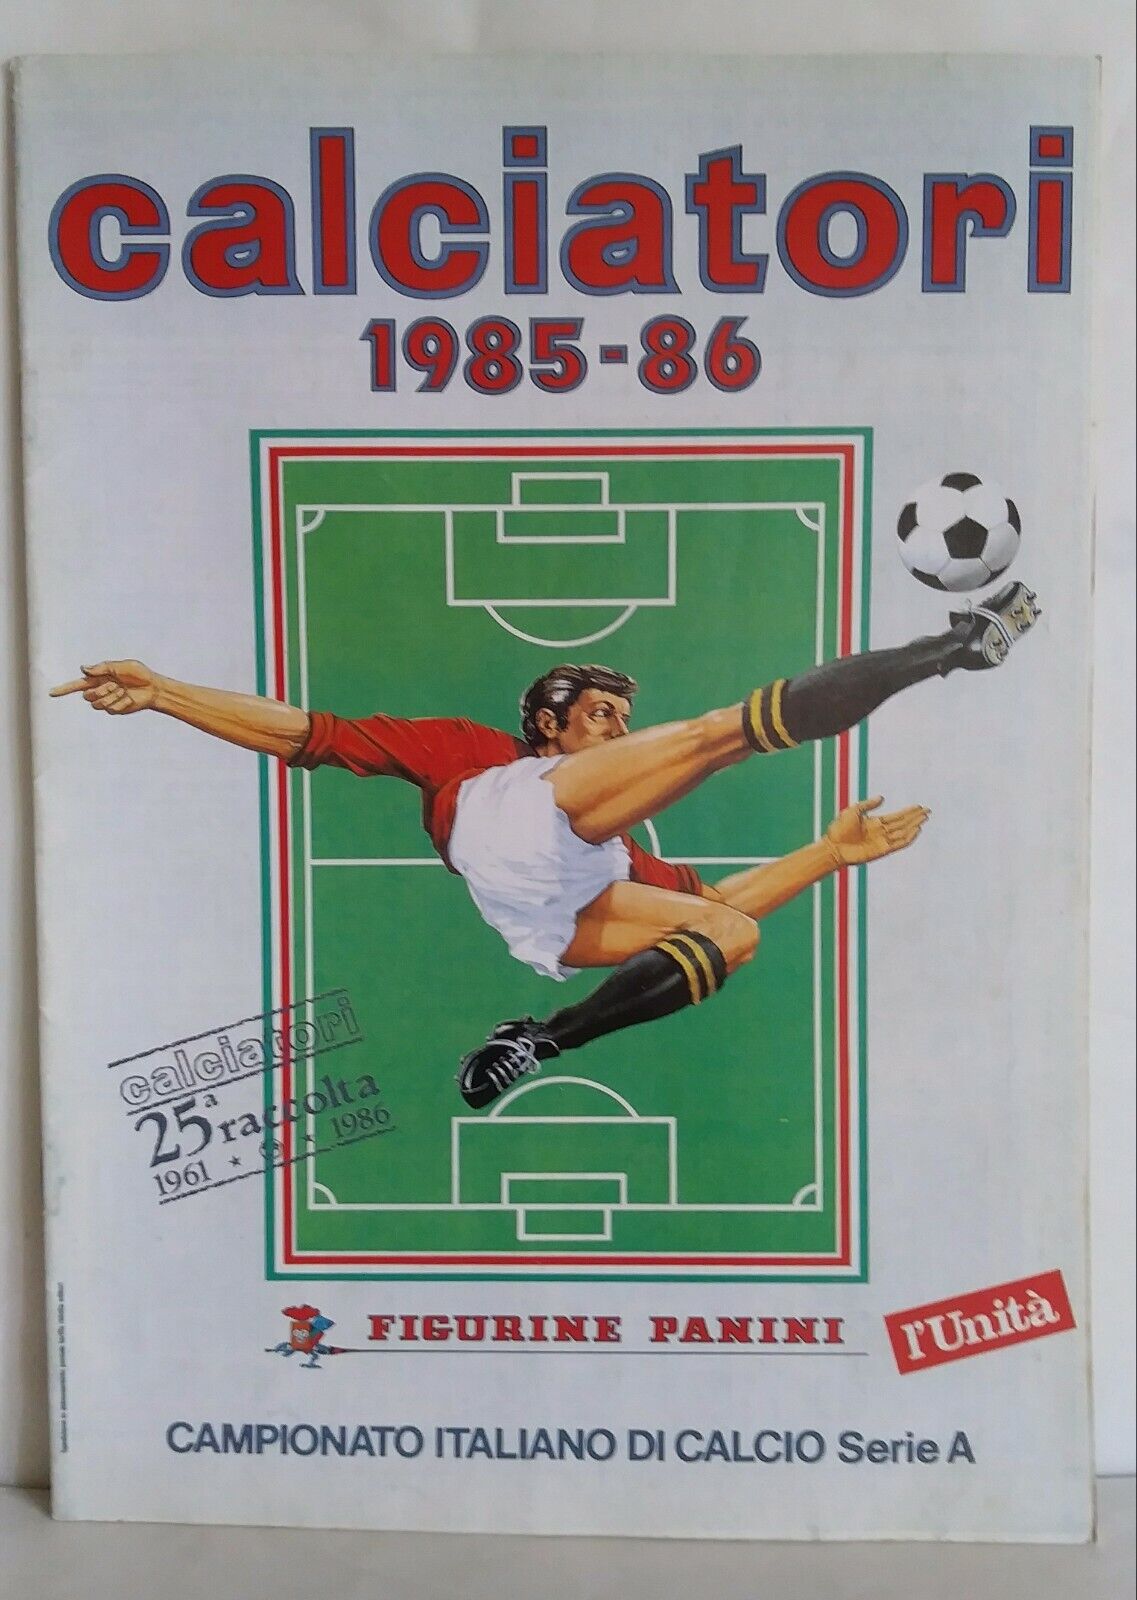 calciatori
1985-86
calciatori
25a raccolta
1961 ★ ★ 1986
FIGURINE PANINI
l'Unità
CAMPIONATO ITALIANO DI CALCIO Serie A